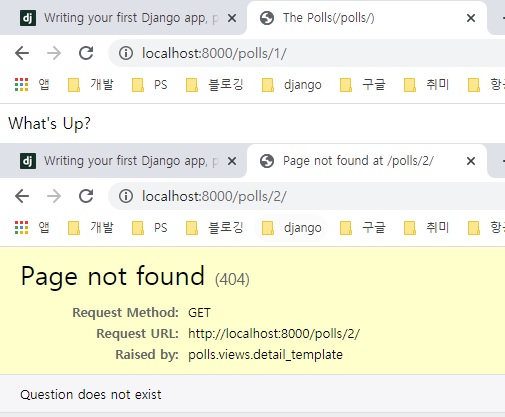 dj Writing your first Django app, p
The Polls(/polls/)
localhost:8000/polls/1/
앱 개발 PS 블로깅 django 구글 취미
What's Up?
dj Writing your first Django app, p
Page not found at /polls/2/
localhost:8000/polls/2/
앱 개발 PS 블로깅 django 구글 취미
Page not found (404)
Request Method: GET
Request URL: http://localhost:8000/polls/2/
Raised by: polls.views.detail_template
Question does not exist